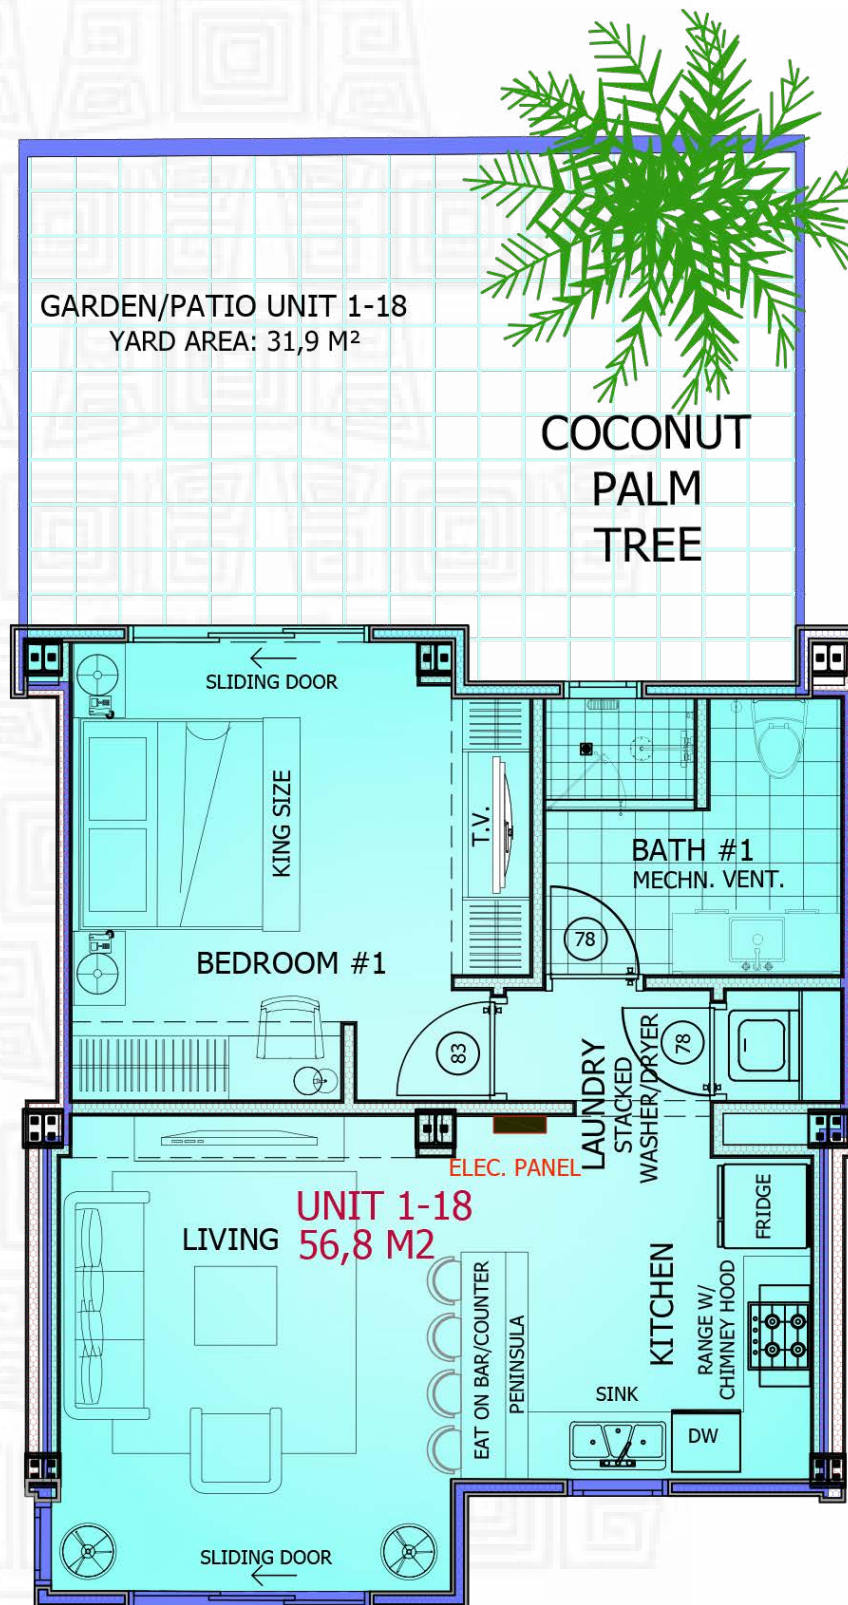 GARDEN/PATIO UNIT 1-18
YARD AREA: 31,9 M²
COCONUT
PALM
TREE
SLIDING DOOR
KING SIZE
T.V.
BATH #1
MECHN. VENT.
78
BEDROOM #1
83
78
LAUNDRY
STACKED
WASHER/DRYER
ELEC. PANEL
UNIT 1-18
56,8 M2
LIVING
FRIDGE
KITCHEN
RANGE W/
CHIMNEY HOOD
EAT ON BAR/COUNTER
PENINSULA
SINK
DW
SLIDING DOOR